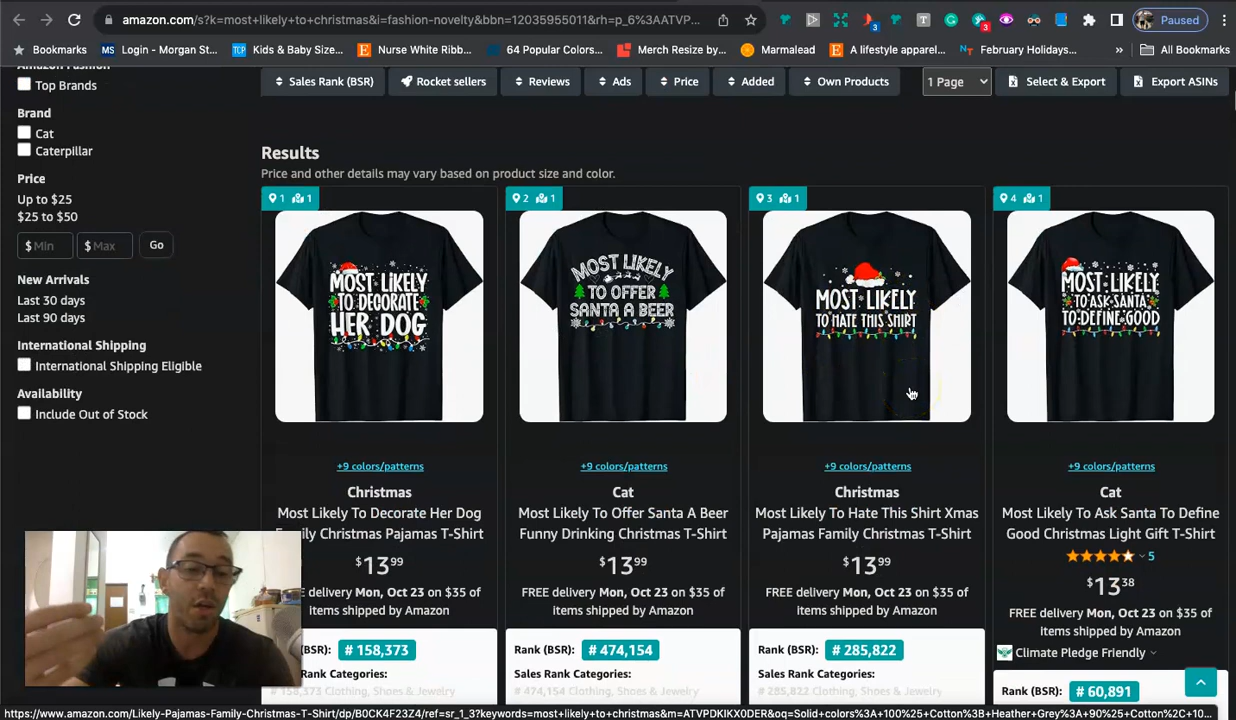 amazon.com/s?k=most+likely+to+christmas&i=fashion-novelty&bbn=12035955011&rh=p_6%3AATVP...
3
3
Paused
Bookmarks
MS Login - Morgan St...
TCP Kids & Baby Size...
E Nurse White Ribb...
64 Popular Colors...
Merch Resize by...
Marmalead
E A lifestyle apparel...
NT February Holidays...
»
All Bookmarks
Amazon Fashion
Top Brands
Brand
Cat
Caterpillar
Price
Up to $25
$25 to $50
$ Min
$ Max
Go
New Arrivals
Last 30 days
Last 90 days
International Shipping
International Shipping Eligible
Availability
Include Out of Stock
Sales Rank (BSR)
Rocket sellers
Reviews
Ads
Price
Added
Own Products
1 Page
Select & Export
Export ASINs
Results
Price and other details may vary based on product size and color.
1 1
MOST LIKELY
TO DECORATE
HER DOG
+9 colors/patterns
Christmas
Most Likely To Decorate Her Dog
Family Christmas Pajamas T-Shirt
$13 99
delivery Mon, Oct 23 on $35 of
items shipped by Amazon
(BSR): # 158,373
Rank Categories:
# 158,373 Clothing, Shoes & Jewelry
2 1
MOST LIKELY
TO OFFER
SANTA A BEER
+9 colors/patterns
Cat
Most Likely To Offer Santa A Beer
Funny Drinking Christmas T-Shirt
$13 99
FREE delivery Mon, Oct 23 on $35 of
items shipped by Amazon
Rank (BSR): # 474,154
Sales Rank Categories:
# 474,154 Clothing, Shoes & Jewelry
3 1
MOST LIKELY
TO HATE THIS SHIRT
+9 colors/patterns
Christmas
Most Likely To Hate This Shirt Xmas
Pajamas Family Christmas T-Shirt
$13 99
FREE delivery Mon, Oct 23 on $35 of
items shipped by Amazon
Rank (BSR): # 285,822
Sales Rank Categories:
# 285,822 Clothing, Shoes & Jewelry
4 1
MOST LIKELY
TO ASK SANTA
TO DEFINE GOOD
+9 colors/patterns
Cat
Most Likely To Ask Santa To Define
Good Christmas Light Gift T-Shirt
5
$13 38
FREE delivery Mon, Oct 23 on $35 of
items shipped by Amazon
Climate Pledge Friendly
Rank (BSR): # 60,891
https://www.amazon.com/Likely-Pajamas-Family-Christmas-T-Shirt/dp/B0CK4F23Z4/ref=sr_1_3?keywords=most+likely+to+christmas&m=ATVPDKIKX0DER&oq=Solid+colors%3A+100%25+Cotton%3B+Heather+Grey%3A+90%25+Cotton%2C+10...